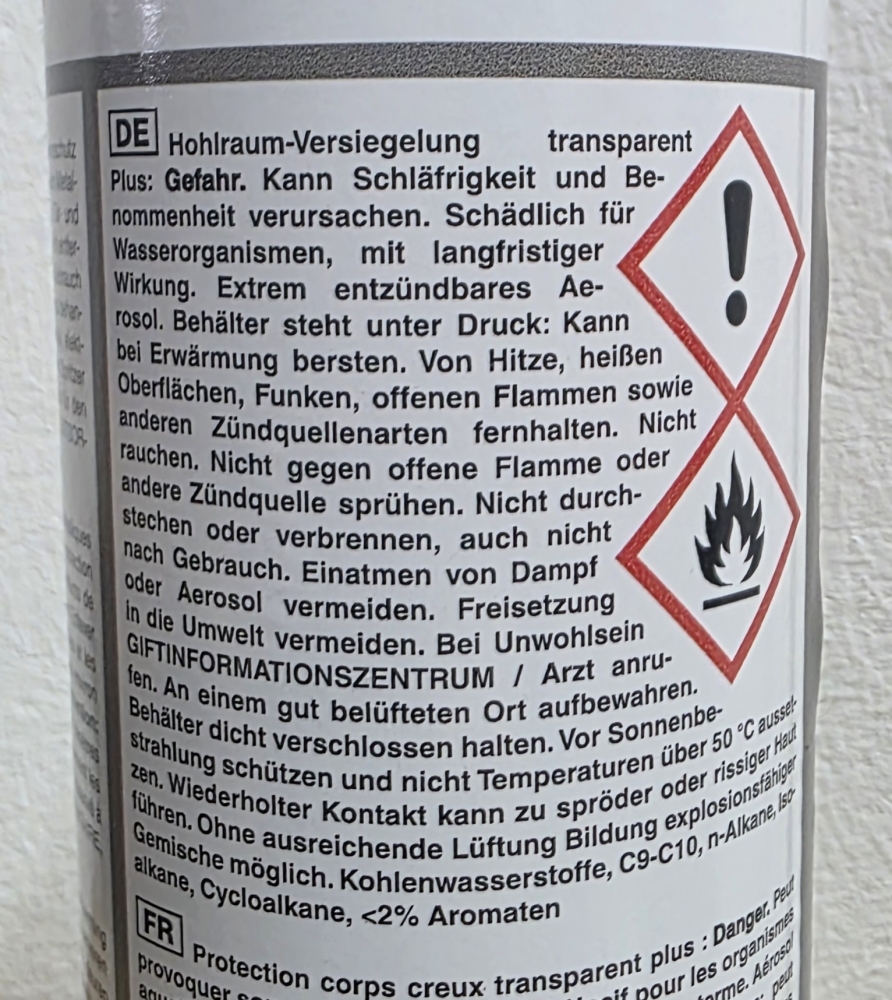 DE Hohlraum-Versiegelung transparent
Plus: Gefahr. Kann Schläfrigkeit und Be-
nommenheit verursachen. Schädlich für
Wasserorganismen, mit langfristiger
Wirkung. Extrem entzündbares Ae-
rosol. Behälter steht unter Druck: Kann
bei Erwärmung bersten. Von Hitze, heißen
Oberflächen, Funken, offenen Flammen sowie
anderen Zündquellenarten fernhalten. Nicht
rauchen. Nicht gegen offene Flamme oder
andere Zündquelle sprühen. Nicht durch-
stechen oder verbrennen, auch nicht
nach Gebrauch. Einatmen von Dampf
oder Aerosol vermeiden. Freisetzung
in die Umwelt vermeiden. Bei Unwohlsein
GIFTINFORMATIONSZENTRUM / Arzt anru-
fen. An einem gut belüfteten Ort aufbewahren.
Behälter dicht verschlossen halten. Vor Sonnenbe-
strahlung schützen und nicht Temperaturen über 50 °C ausset-
zen. Wiederholter Kontakt kann zu spröder oder rissiger Haut
führen. Ohne ausreichende Lüftung Bildung explosionsfähiger
Gemische möglich. Kohlenwasserstoffe, C9-C10, n-Alkane, Iso-
alkane, Cycloalkane, <2% Aromaten
FR Protection corps creux transparent plus : Danger. Peut
provoquer pour les organismes
Aérosol
peut